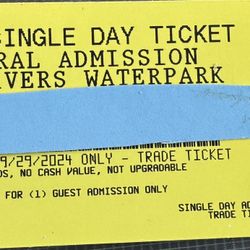 SINGLE DAY TICKET
RAL ADMISSION
IVERS WATERPARK
9/29/2024 ONLY - TRADE TICKET
DS, NO CASH VALUE, NOT UPGRADABLE
FOR (1) GUEST ADMISSION ONLY
SINGLE DAY AD
TRADE TI